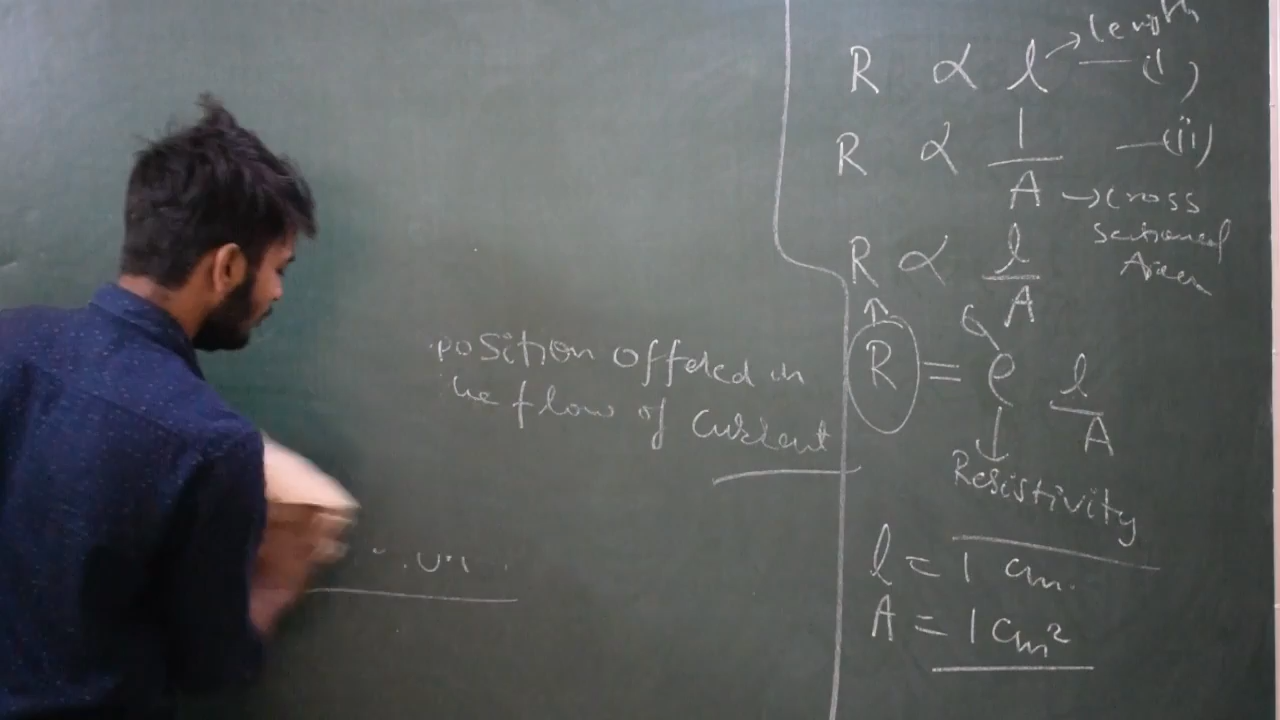 position offered in
the flow of current
R ∝ l → length
— (i)
R ∝ 1/A — (ii)
→ Cross
sectional
Area
R ∝ l/A
R = ρ l/A
Resistivity
l = 1 cm.
A = 1 cm²